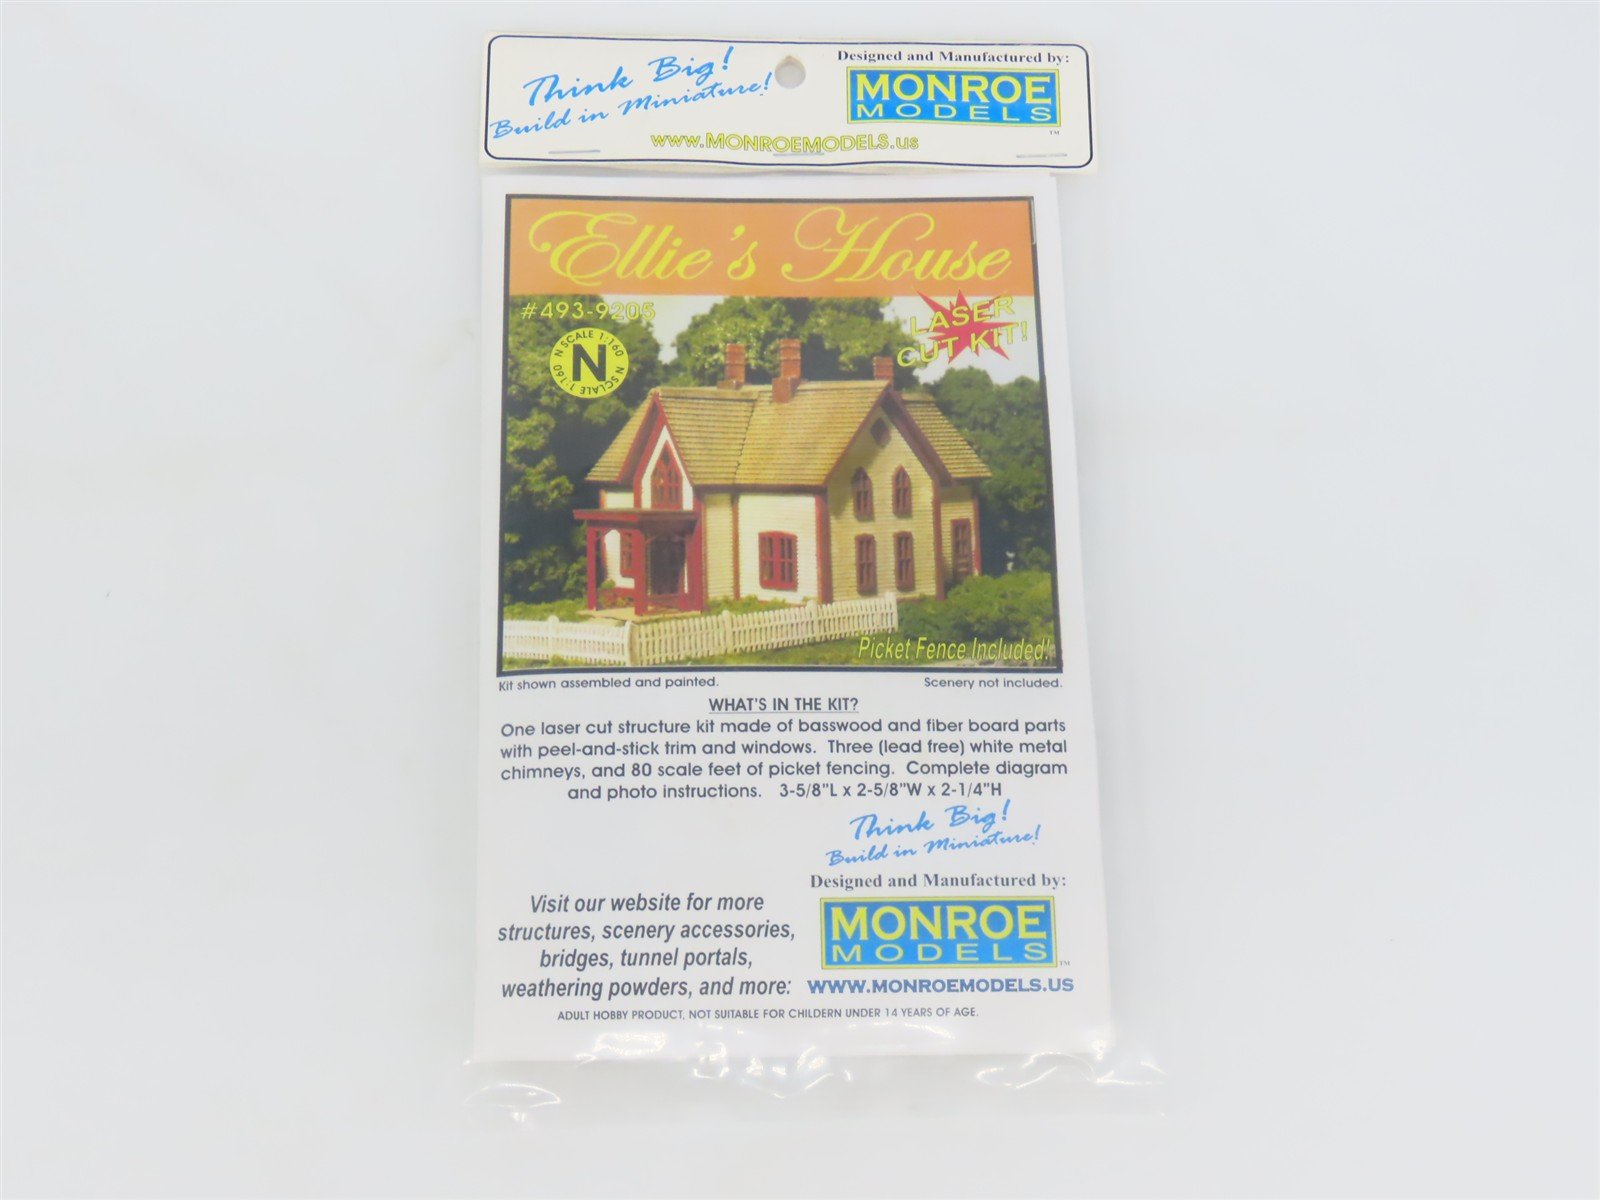 Think Big!
Build in Miniature!
Designed and Manufactured by:
MONROE
MODELS
TM
www.MONROEMODELS.us
Ellie's House
#493-9205
LASER
CUT KIT!
N SCALE 1:160 N SCLALE 1:160
N
Picket Fence Included!
Kit shown assembled and painted.
Scenery not included.
WHAT'S IN THE KIT?
One laser cut structure kit made of basswood and fiber board parts
with peel-and-stick trim and windows. Three (lead free) white metal
chimneys, and 80 scale feet of picket fencing. Complete diagram
and photo instructions. 3-5/8"L x 2-5/8"W x 2-1/4"H
Think Big!
Build in Miniature!
Designed and Manufactured by:
MONROE
MODELS
TM
Visit our website for more
structures, scenery accessories,
bridges, tunnel portals,
weathering powders, and more:
WWW.MONROEMODELS.US
ADULT HOBBY PRODUCT, NOT SUITABLE FOR CHILDERN UNDER 14 YEARS OF AGE.